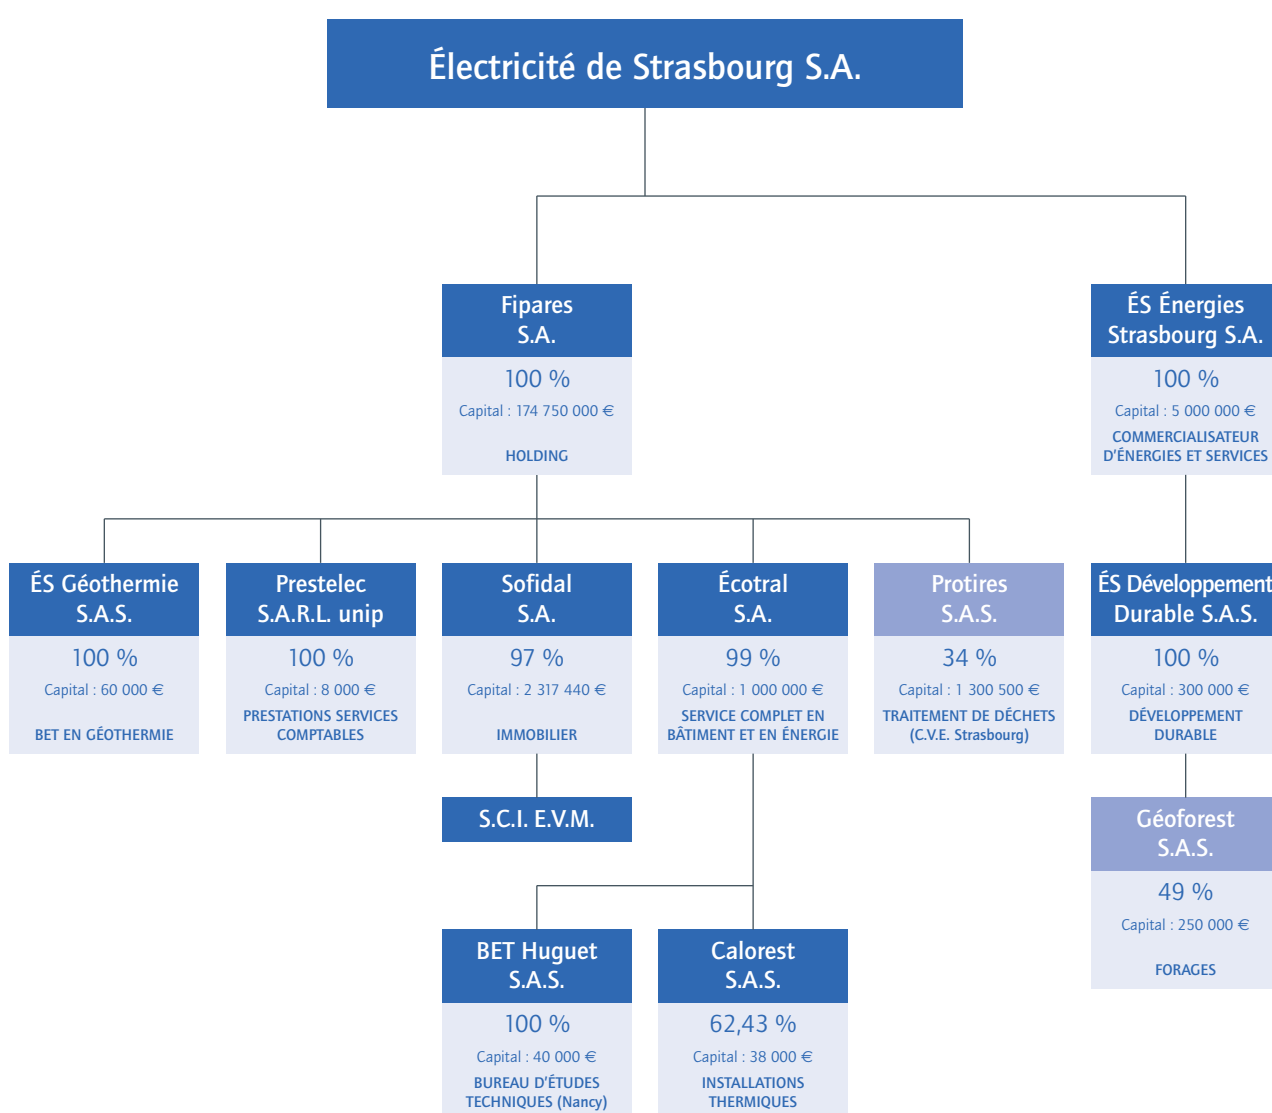 Électricité de Strasbourg S.A.
Fipares
S.A.
100 %
Capital : 174 750 000 €
HOLDING
ÉS Énergies
Strasbourg S.A.
100 %
Capital : 5 000 000 €
COMMERCIALISATEUR
D'ÉNERGIES ET SERVICES
ÉS Géothermie
S.A.S.
100 %
Capital : 60 000 €
BET EN GÉOTHERMIE
Prestelec
S.A.R.L. unip
100 %
Capital : 8 000 €
PRESTATIONS SERVICES
COMPTABLES
Sofidal
S.A.
97 %
Capital : 2 317 440 €
IMMOBILIER
Écotral
S.A.
99 %
Capital : 1 000 000 €
SERVICE COMPLET EN
BÂTIMENT ET EN ÉNERGIE
Protires
S.A.S.
34 %
Capital : 1 300 500 €
TRAITEMENT DE DÉCHETS
(C.V.E. Strasbourg)
ÉS Développement
Durable S.A.S.
100 %
Capital : 300 000 €
DÉVELOPPEMENT
DURABLE
S.C.I. E.V.M.
Géoforest
S.A.S.
49 %
Capital : 250 000 €
FORAGES
BET Huguet
S.A.S.
100 %
Capital : 40 000 €
BUREAU D'ÉTUDES
TECHNIQUES (Nancy)
Calorest
S.A.S.
62,43 %
Capital : 38 000 €
INSTALLATIONS
THERMIQUES